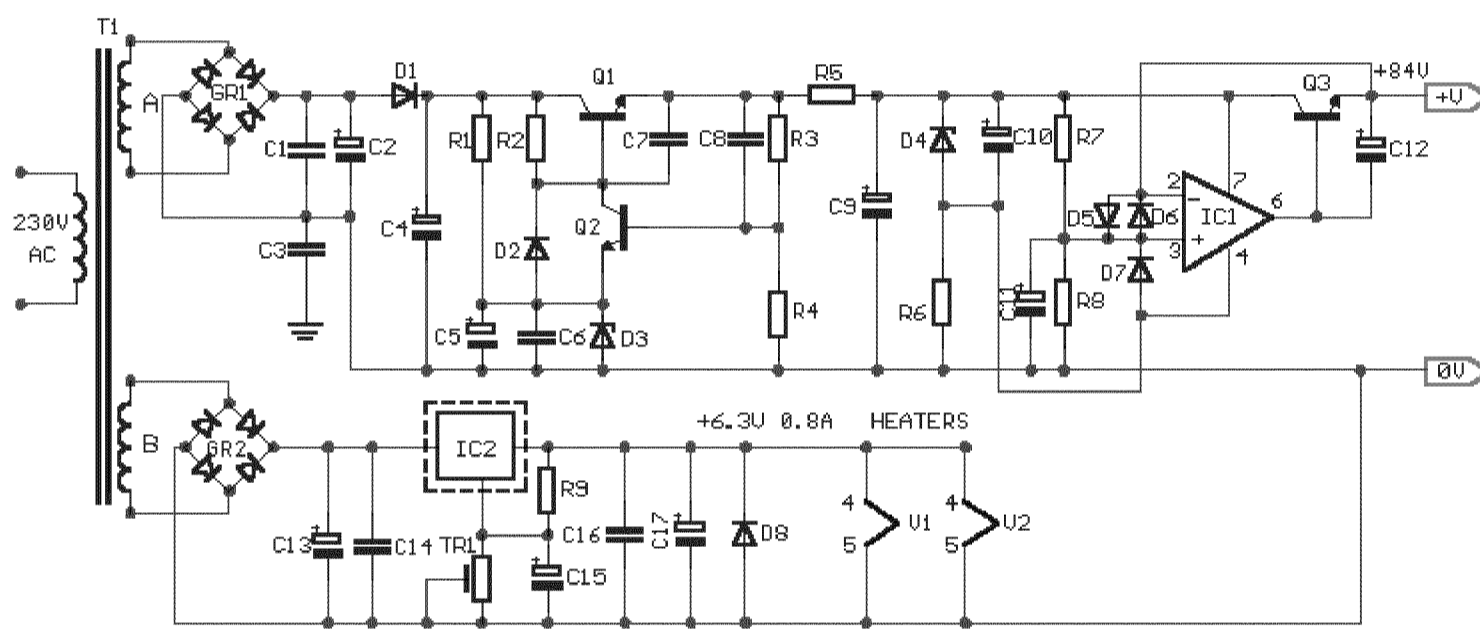 T1
D1
Q1
R5
Q3
+84V
A
GR1
+V
C1
C2
R1
R2
C7
C8
R3
D4
C10
R7
C12
2
7
230V
AC
C3
C4
D2
Q2
C9
D5
D6
IC1
6
3
D7
4
C5
C6
D3
R4
R6
C11
R8
0V
+6.3V 0.8A HEATERS
B
GR2
IC2
R9
4
V1
4
V2
C13
C14
TR1
C15
C16
C17
D8
5
5